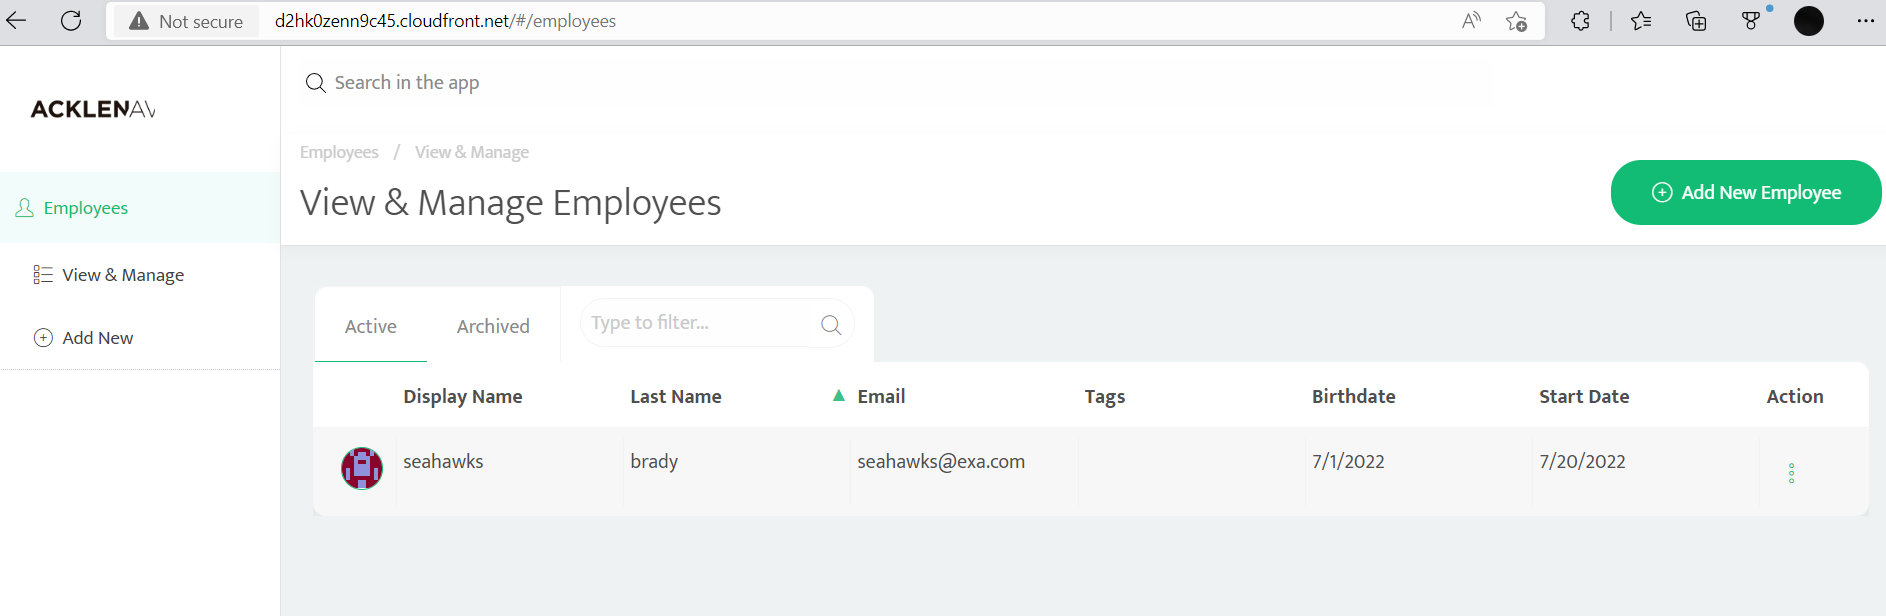 Not secure d2hk0zenn9c45.cloudfront.net/#/employees
ACKLENAV
Search in the app
Employees / View & Manage
View & Manage Employees
Add New Employee
Employees
View & Manage
Add New
Active Archived Type to filter...
Display Name Last Name Email Tags Birthdate Start Date Action
seahawks brady seahawks@exa.com 7/1/2022 7/20/2022